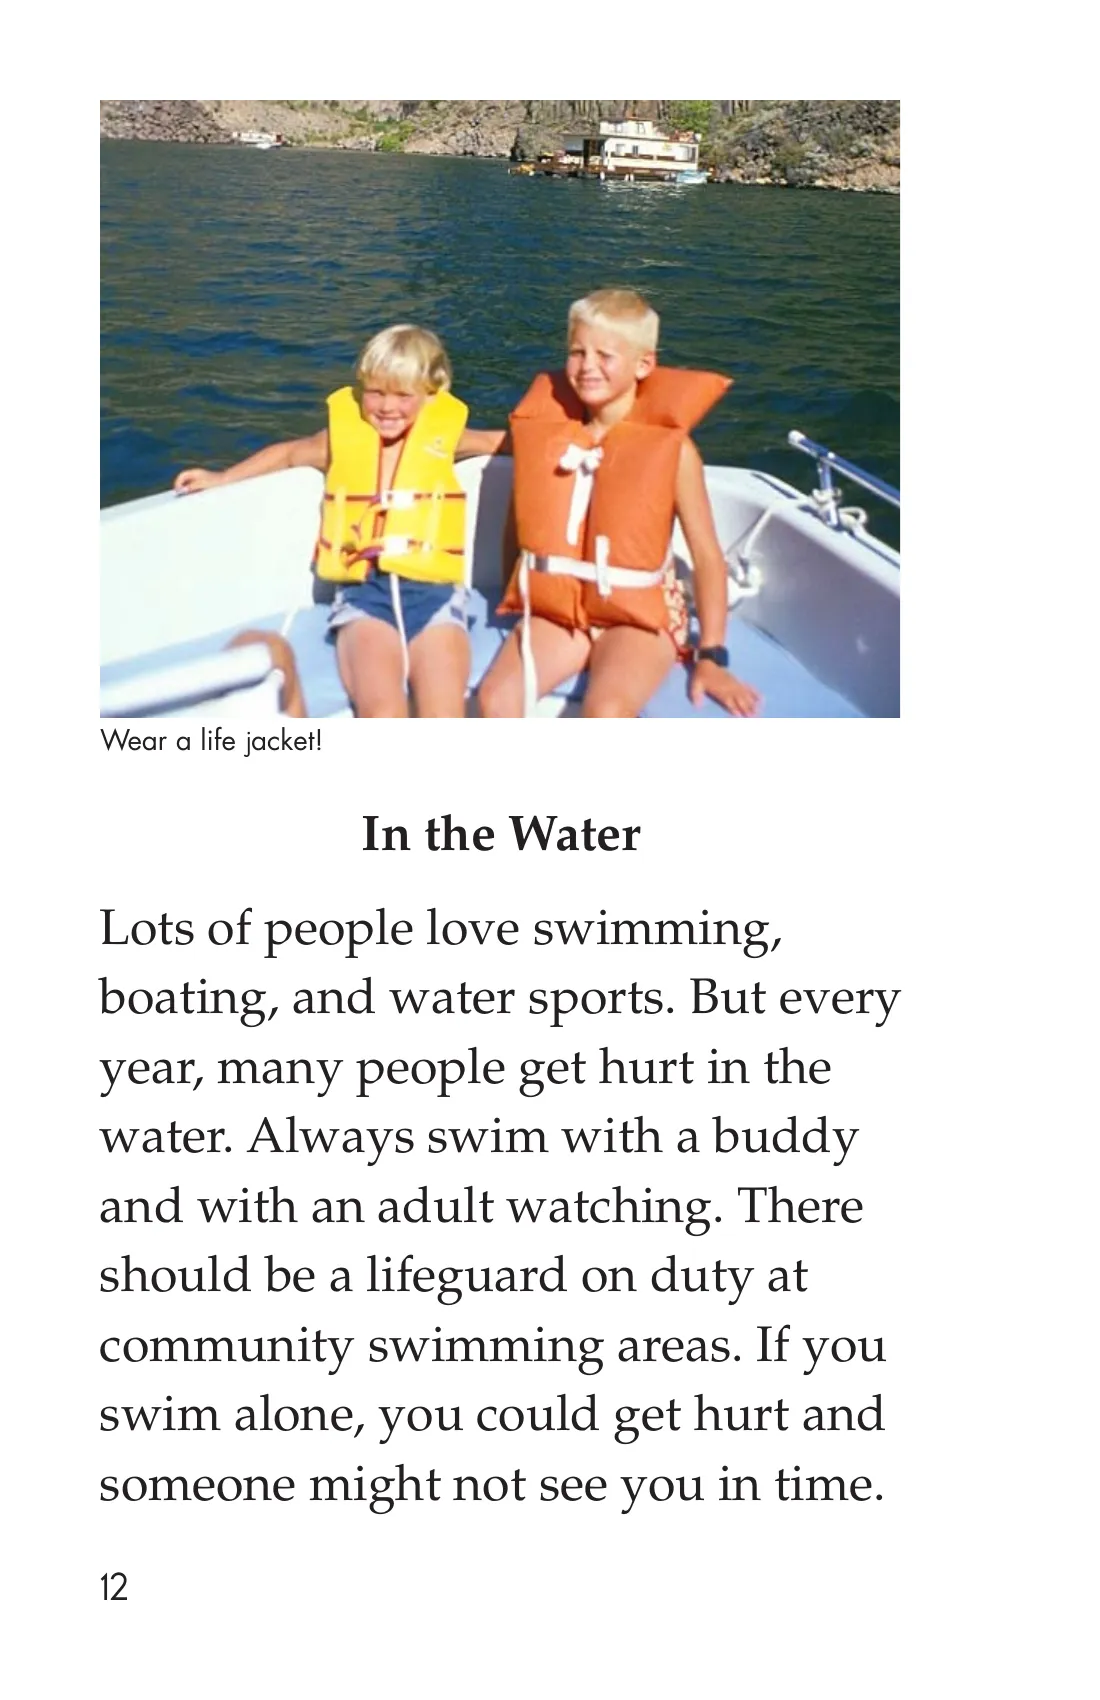 Wear a life jacket!
In the Water
Lots of people love swimming,
boating, and water sports. But every
year, many people get hurt in the
water. Always swim with a buddy
and with an adult watching. There
should be a lifeguard on duty at
community swimming areas. If you
swim alone, you could get hurt and
someone might not see you in time.
12